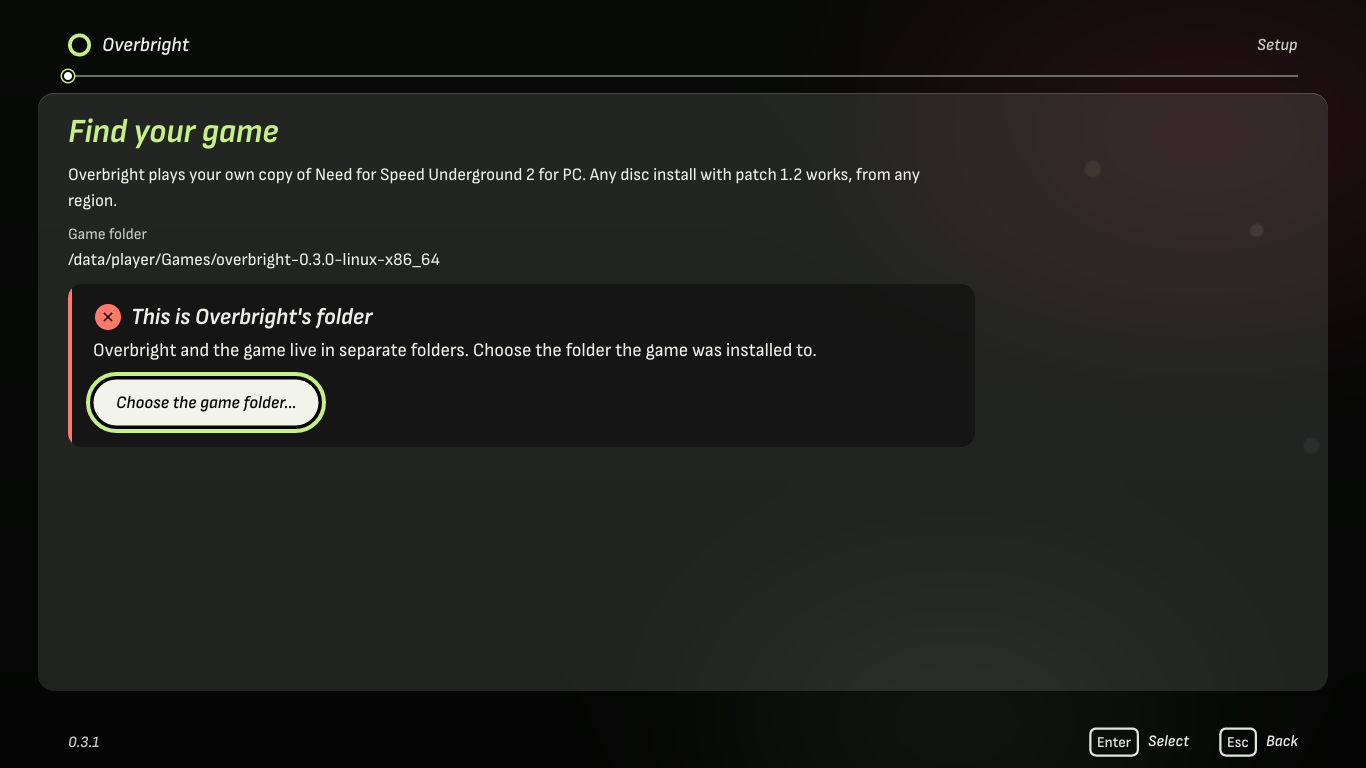 Overbright
Setup
Find your game
Overbright plays your own copy of Need for Speed Underground 2 for PC. Any disc install with patch 1.2 works, from any
region.
Game folder
/data/player/Games/overbright-0.3.0-linux-x86_64
This is Overbright's folder
Overbright and the game live in separate folders. Choose the folder the game was installed to.
Choose the game folder...
0.3.1
Enter Select Esc Back